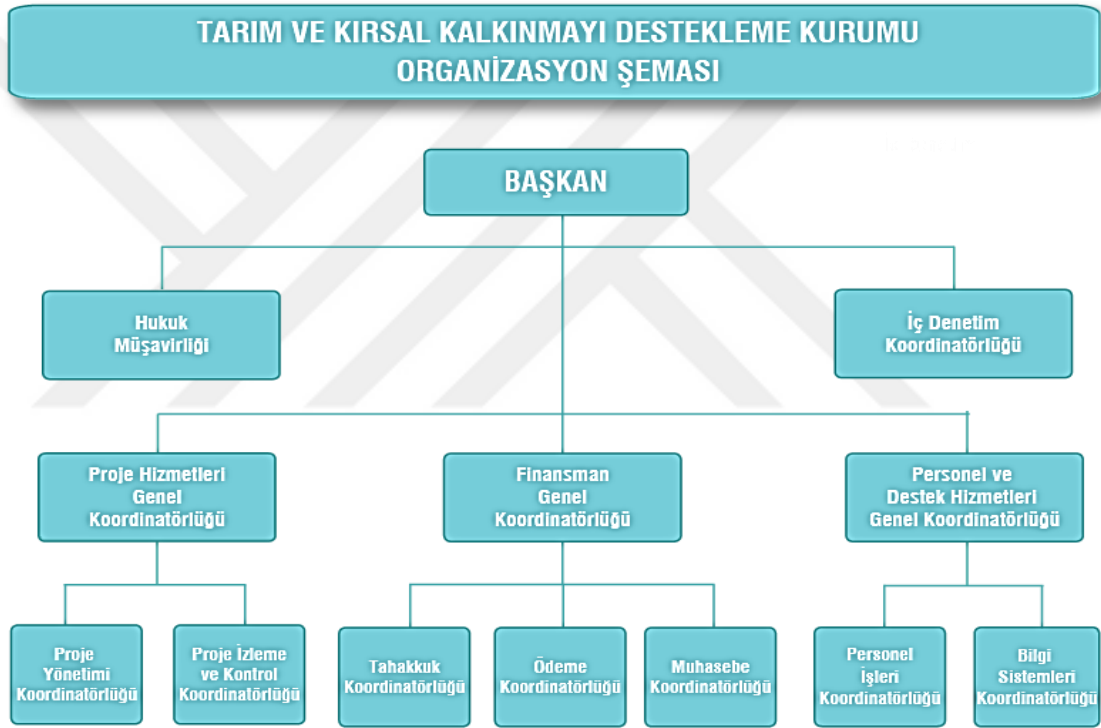 TARIM VE KIRSAL KALKINMAYI DESTEKLEME KURUMU
ORGANİZASYON ŞEMASI
BAŞKAN
Hukuk
Müşavirliği
İç Denetim
Koordinatörlüğü
Proje Hizmetleri
Genel
Koordinatörlüğü
Finansman
Genel
Koordinatörlüğü
Personel ve
Destek Hizmetleri
Genel Koordinatörlüğü
Proje
Yönetimi
Koordinatörlüğü
Proje İzleme
ve Kontrol
Koordinatörlüğü
Tahakkuk
Koordinatörlüğü
Ödeme
Koordinatörlüğü
Muhasebe
Koordinatörlüğü
Personel
İşleri
Koordinatörlüğü
Bilgi
Sistemleri
Koordinatörlüğü